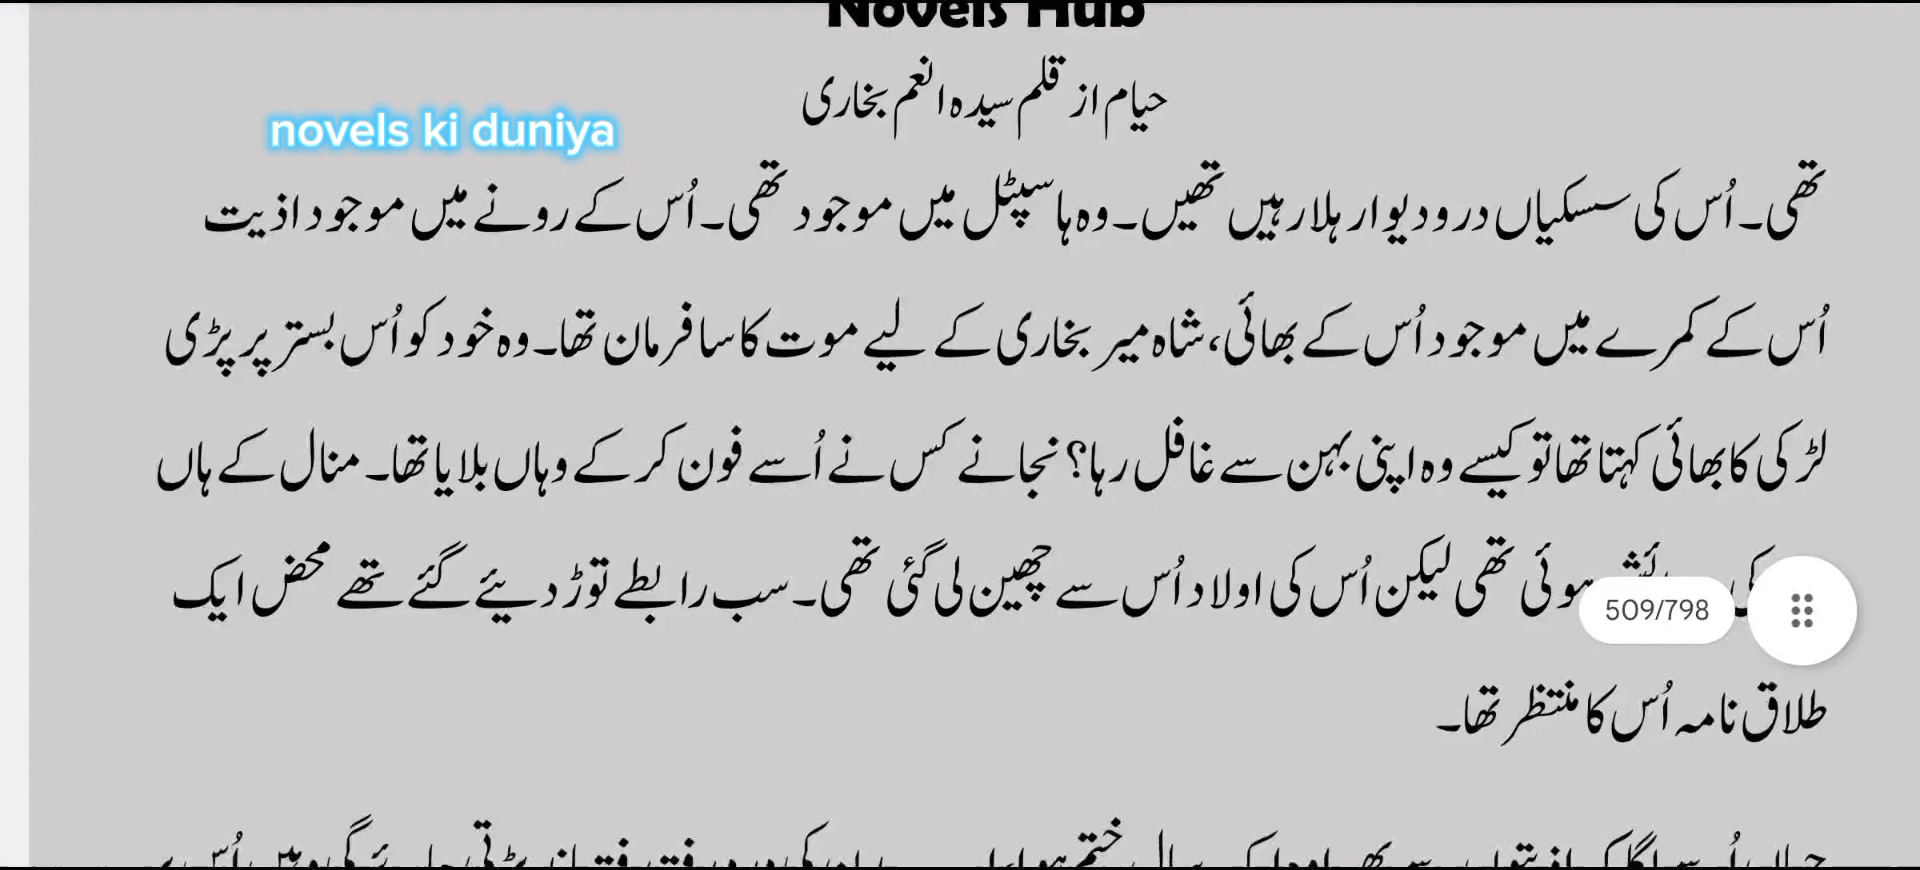 Novels Hub
حیام از قلم سیدہ انعم بخاری
novels ki duniya
تھی۔ اُس کی سسکیاں در و دیوار ہلا رہیں تھیں۔ وہ ہاسپٹل میں موجود تھی۔ اُس کے رونے میں موجود اذیت
اُس کے کمرے میں موجود اُس کے بھائی، شاہ میر بخاری کے لیے موت کا سا فرمان تھا۔ وہ خود کو اُس بستر پر پڑی
لڑکی کا بھائی کہتا تھا تو کیسے وہ اپنی بہن سے غافل رہا؟ نجانے کس نے اُسے فون کر کے وہاں بلایا تھا۔ منال کے ہاں
کی ہوئی تھی لیکن اُس کی اولاد اُس سے چھین لی گئی تھی۔ سب رابطے توڑ دیئے گئے تھے محض ایک
509/798
طلاق نامہ اُس کا منتظر تھا۔